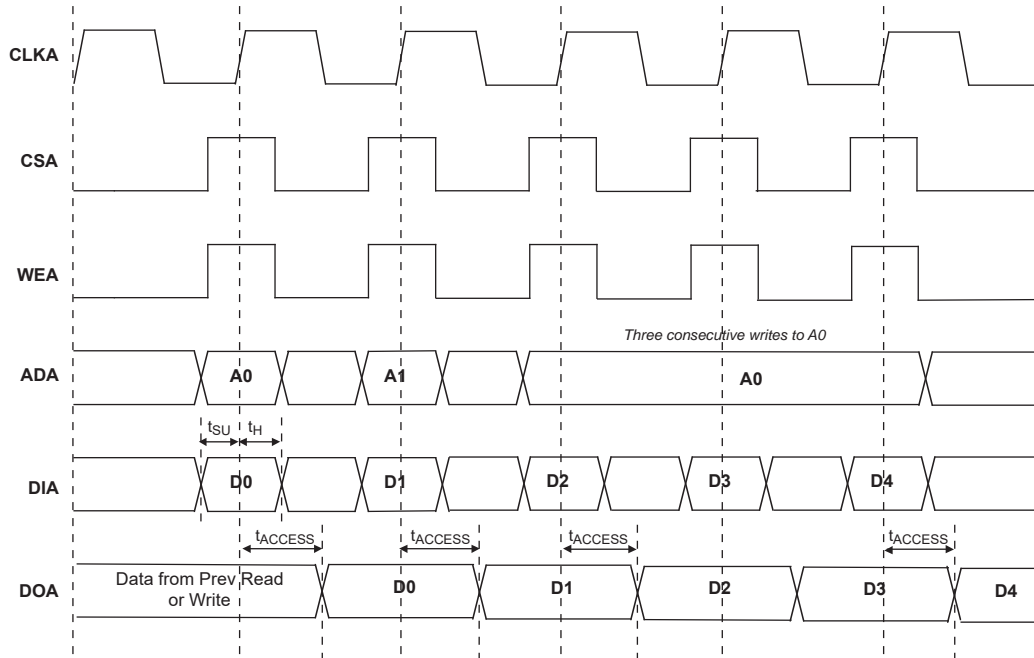 CLKA
CSA
WEA
Three consecutive writes to A0
ADA A0 A1 A0
tSU tH
DIA D0 D1 D2 D3 D4
tACCESS tACCESS tACCESS tACCESS
DOA Data from Prev Read D0 D1 D2 D3 D4
or Write